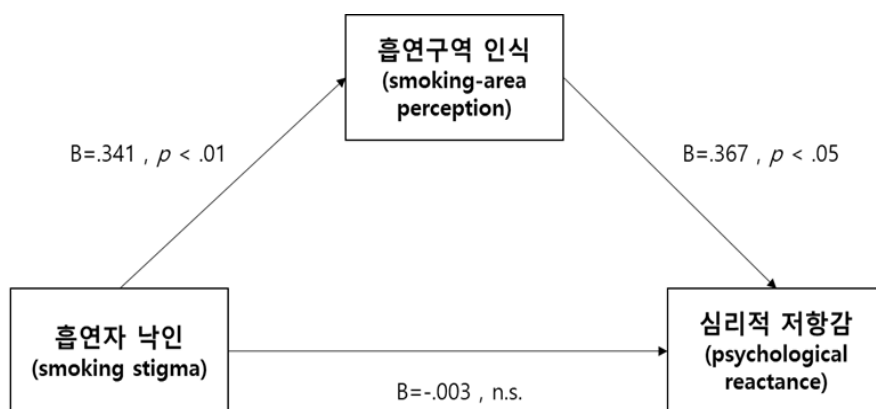 흡연구역 인식
(smoking-area
perception)
B=.341 , p < .01
B=.367 , p < .05
흡연자 낙인
(smoking stigma)
심리적 저항감
(psychological
reactance)
B=-.003 , n.s.